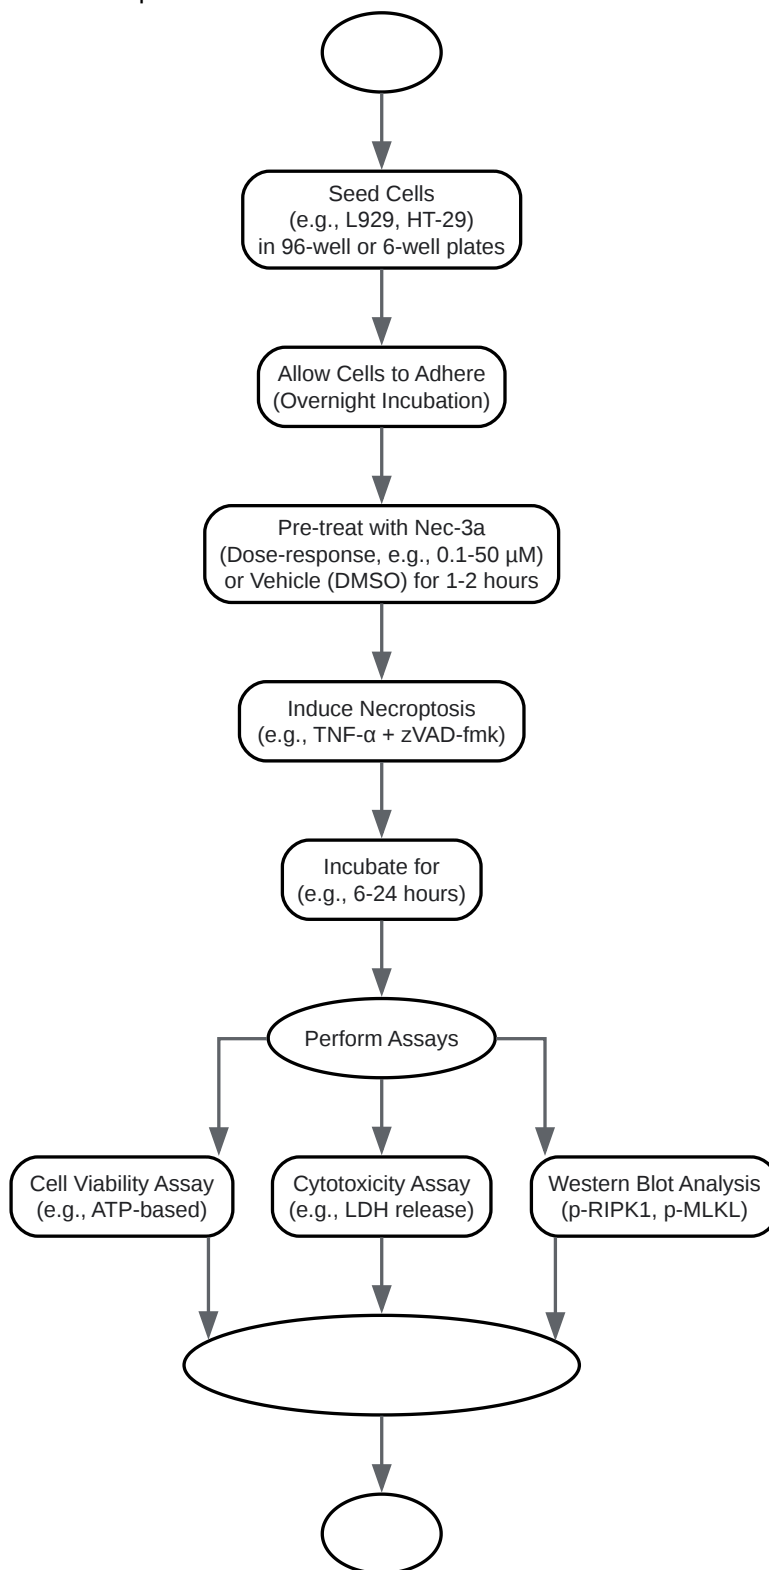 Seed Cells
(e.g., L929, HT-29)
in 96-well or 6-well plates
Allow Cells to Adhere
(Overnight Incubation)
Pre-treat with Nec-3a
(Dose-response, e.g., 0.1-50 µM)
or Vehicle (DMSO) for 1-2 hours
Induce Necroptosis
(e.g., TNF-α + zVAD-fmk)
Incubate for
(e.g., 6-24 hours)
Perform Assays
Cell Viability Assay
(e.g., ATP-based)
Cytotoxicity Assay
(e.g., LDH release)
Western Blot Analysis
(p-RIPK1, p-MLKL)